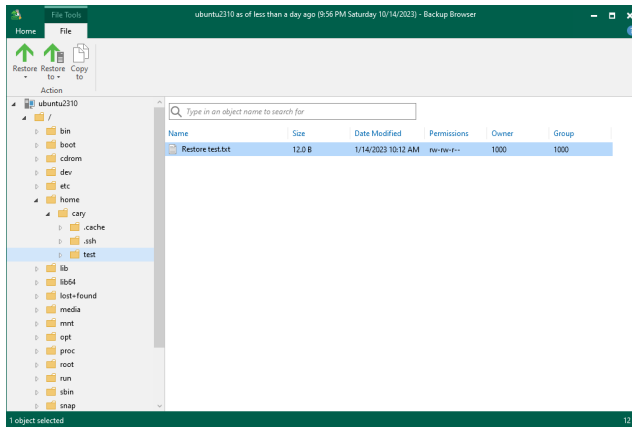 File Tools
ubuntu2310 as of less than a day ago (9:56 PM Saturday 10/14/2023) - Backup Browser
Home File
Restore Restore to Copy to
Action
ubuntu2310
/
bin
boot
cdrom
dev
etc
home
cary
.cache
.ssh
test
lib
lib64
lost+found
media
mnt
opt
proc
root
run
sbin
snap
Type in an object name to search for
Name Size Date Modified Permissions Owner Group
Restore test.txt 12.0 B 1/14/2023 10:12 AM rw-rw-r-- 1000 1000
1 object selected
12